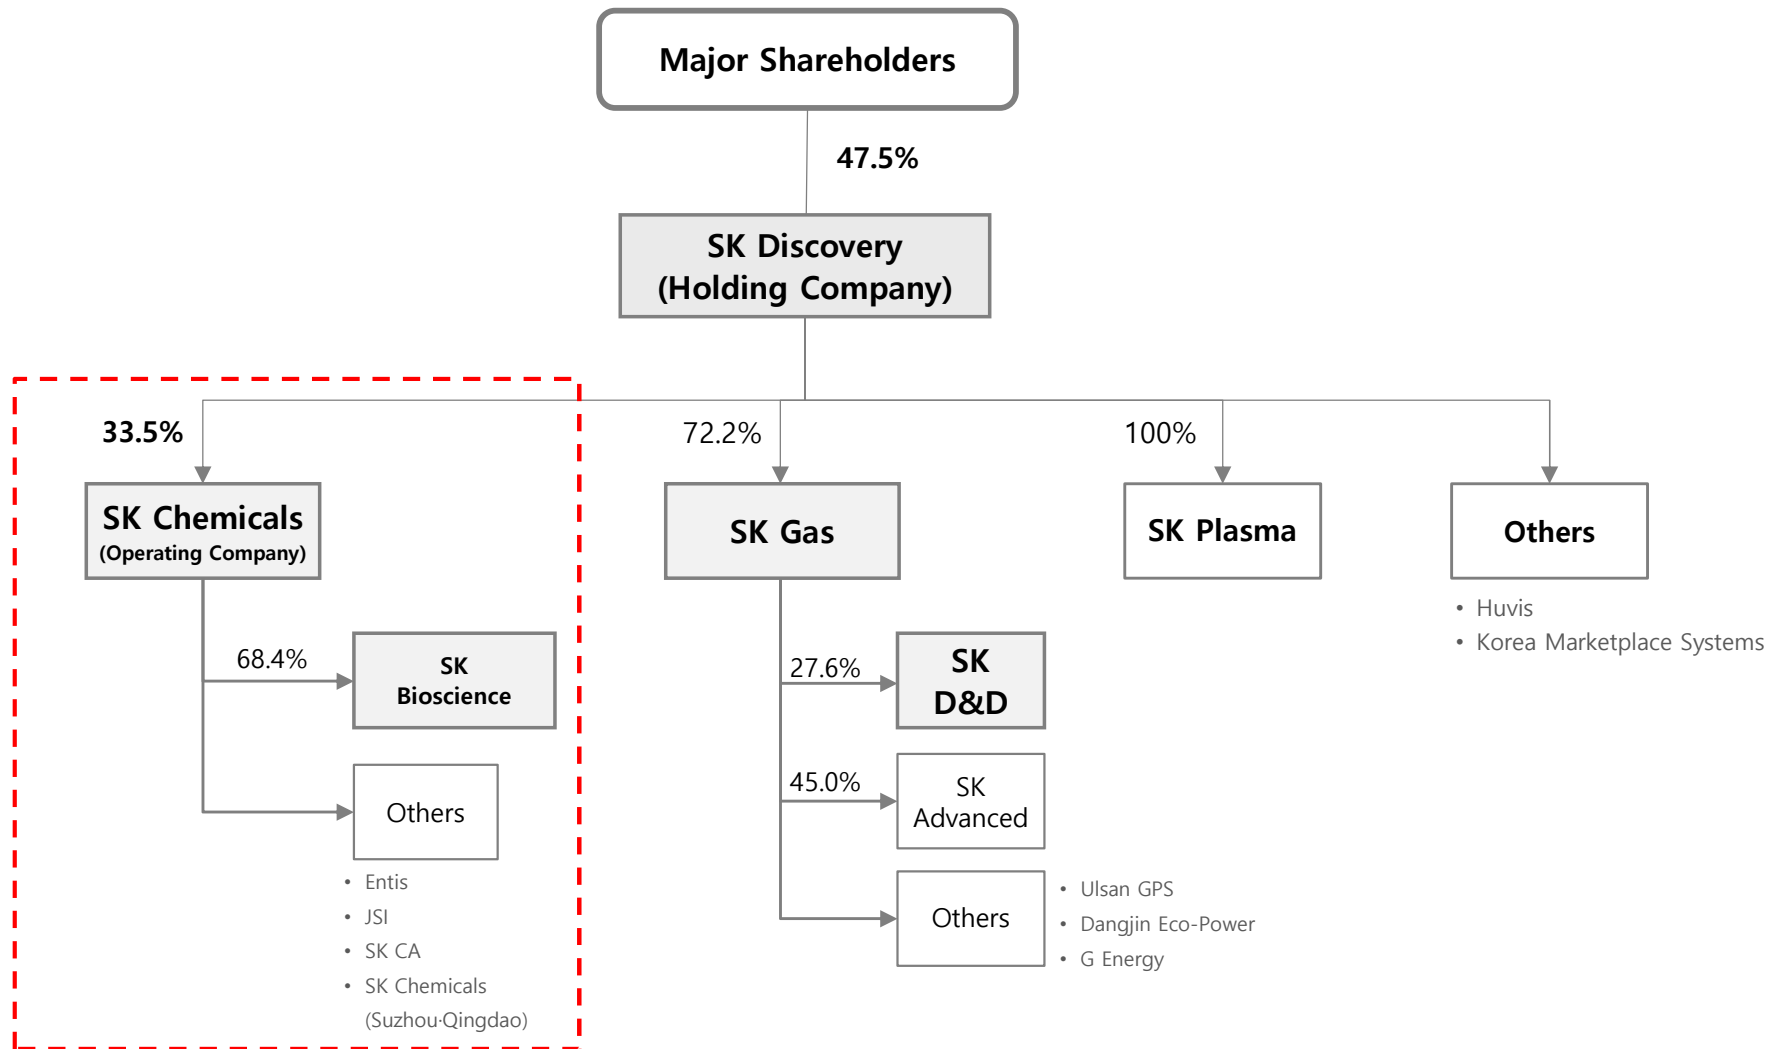 Major Shareholders
47.5%
SK Discovery
(Holding Company)
33.5%
72.2%
100%
SK Chemicals
(Operating Company)
SK Gas
SK Plasma
Others
• Huvis
• Korea Marketplace Systems
68.4%
SK
Bioscience
Others
• Entis
• JSI
• SK CA
• SK Chemicals
(Suzhou·Qingdao)
27.6%
SK
D&D
45.0%
SK
Advanced
Others
• Ulsan GPS
• Dangjin Eco-Power
• G Energy